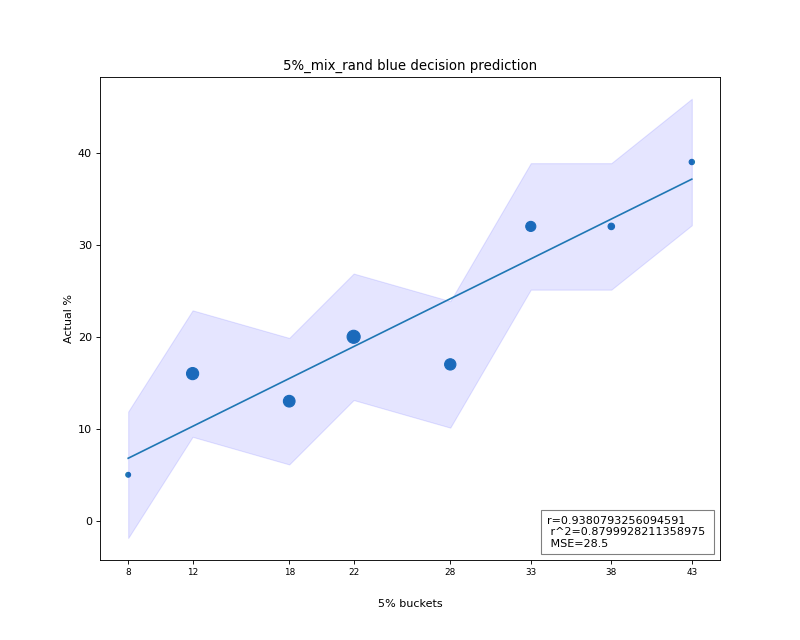 5%_mix_rand blue decision prediction
Actual %
40
30
20
10
0
r=0.9380793256094591
r^2=0.8799928211358975
MSE=28.5
8 12 18 22 28 33 38 43
5% buckets